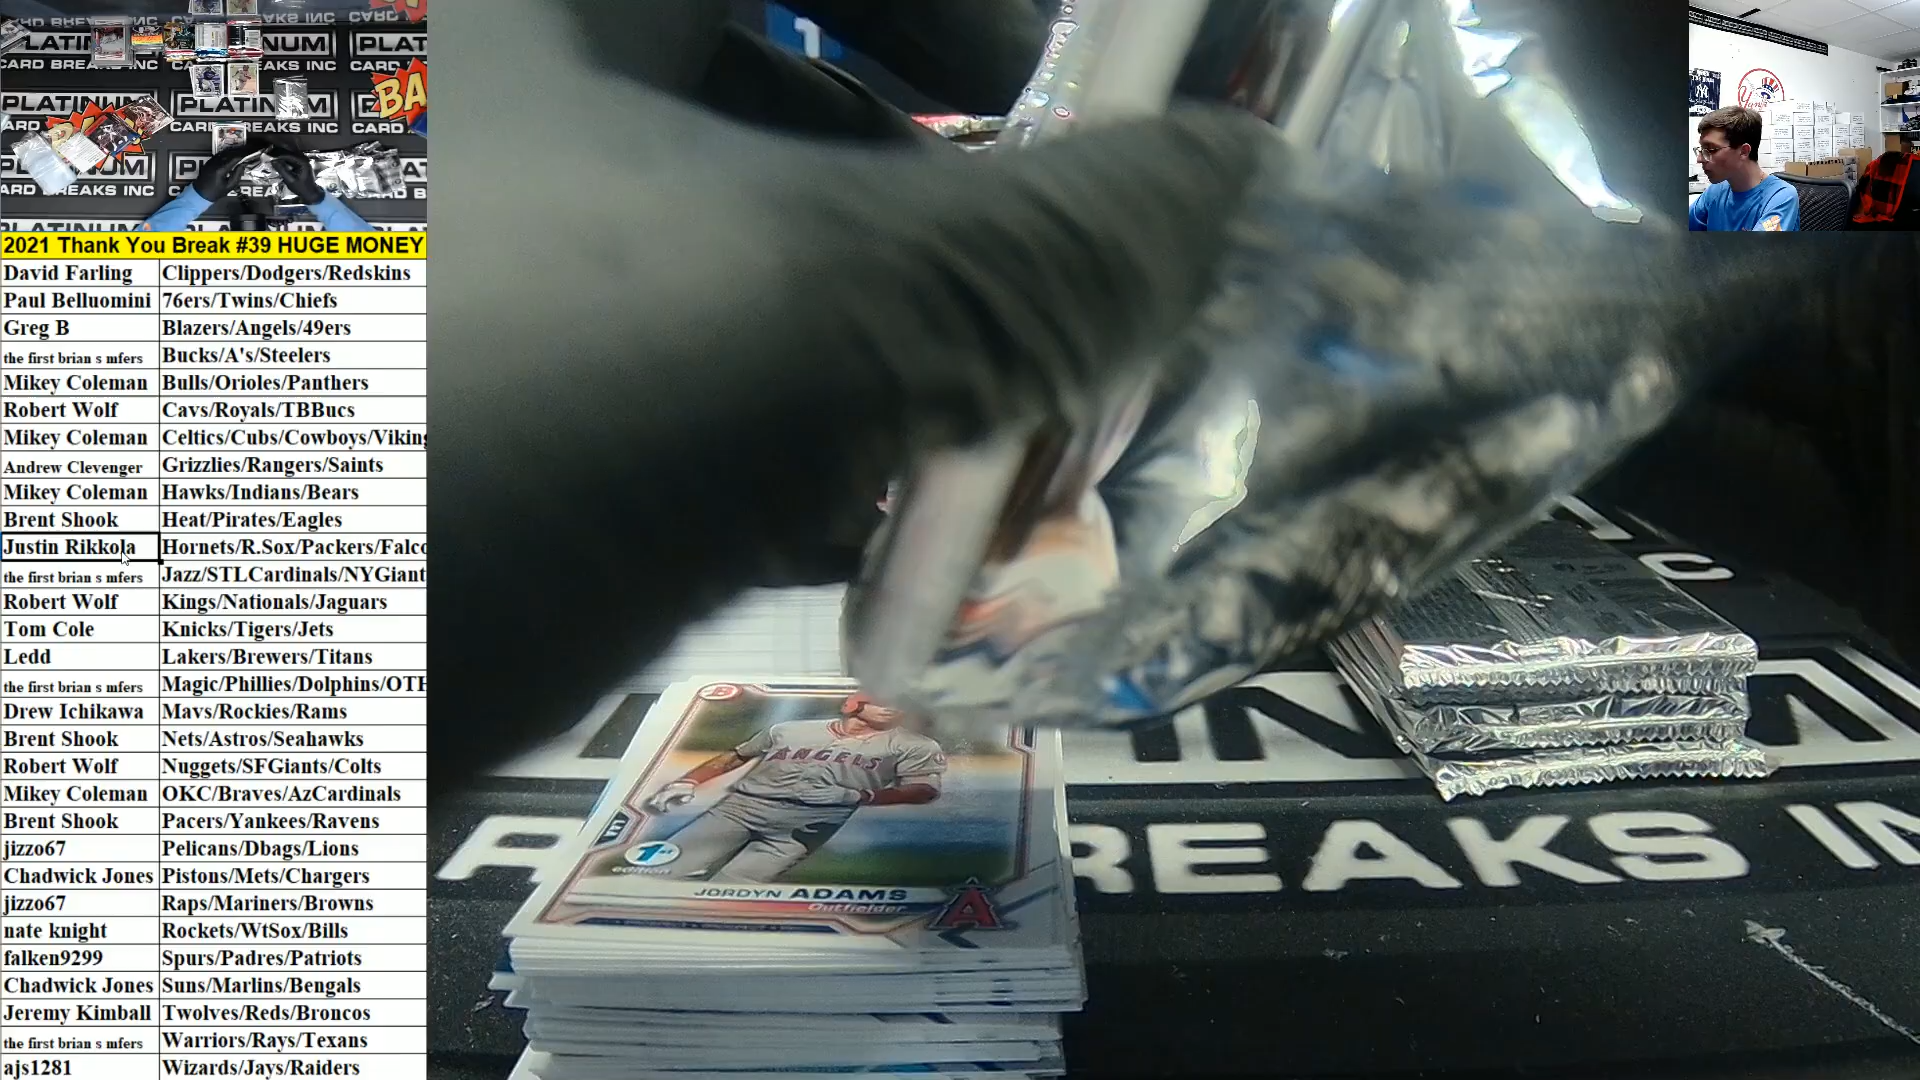 PLATINUM
CARD BREAKS INC
BA
2021 Thank You Break #39 HUGE MONEY
David Farling Clippers/Dodgers/Redskins
Paul Belluomini 76ers/Twins/Chiefs
Greg B Blazers/Angels/49ers
the first brian s mfers Bucks/A's/Steelers
Mikey Coleman Bulls/Orioles/Panthers
Robert Wolf Cavs/Royals/TBBucs
Mikey Coleman Celtics/Cubs/Cowboys/Viking
Andrew Clevenger Grizzlies/Rangers/Saints
Mikey Coleman Hawks/Indians/Bears
Brent Shook Heat/Pirates/Eagles
Justin Rikkola Hornets/R.Sox/Packers/Falco
the first brian s mfers Jazz/STLCardinals/NYGiant
Robert Wolf Kings/Nationals/Jaguars
Tom Cole Knicks/Tigers/Jets
Ledd Lakers/Brewers/Titans
the first brian s mfers Magic/Phillies/Dolphins/OTH
Drew Ichikawa Mavs/Rockies/Rams
Brent Shook Nets/Astros/Seahawks
Robert Wolf Nuggets/SFGiants/Colts
Mikey Coleman OKC/Braves/AzCardinals
Brent Shook Pacers/Yankees/Ravens
jizzo67 Pelicans/Dbags/Lions
Chadwick Jones Pistons/Mets/Chargers
jizzo67 Raps/Mariners/Browns
nate knight Rockets/WtSox/Bills
falken9299 Spurs/Padres/Patriots
Chadwick Jones Suns/Marlins/Bengals
Jeremy Kimball Twolves/Reds/Broncos
the first brian s mfers Warriors/Rays/Texans
ajs1281 Wizards/Jays/Raiders
ANGELS
1st
edition
JORDYN ADAMS
Outfielder
A
REAKS IN